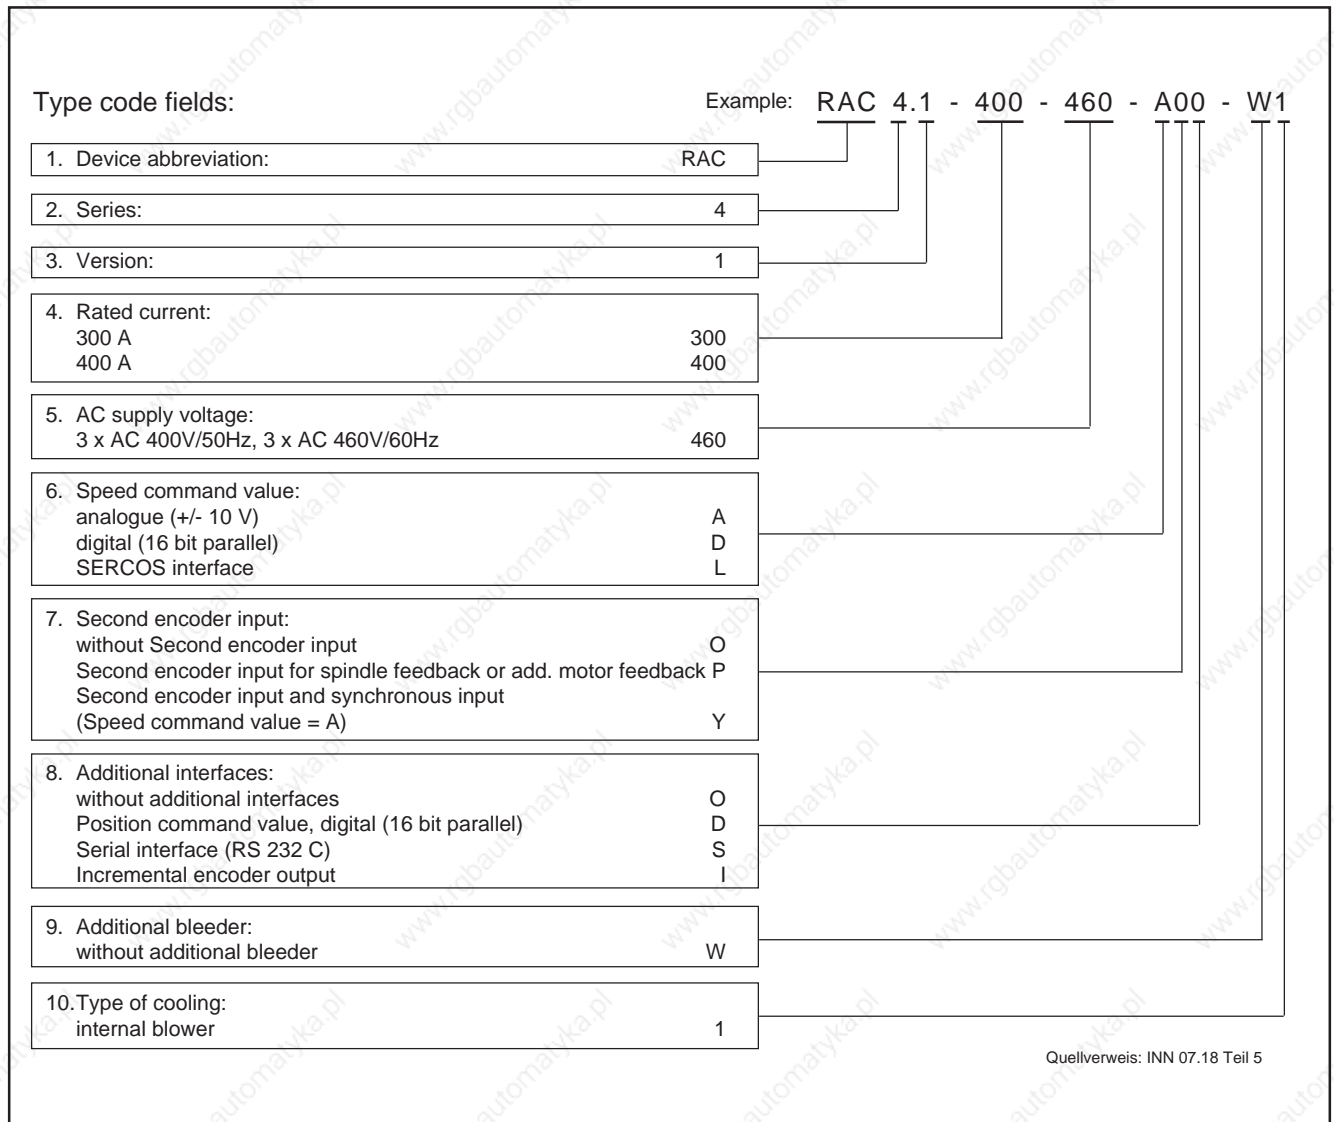 Type code fields:
Example: RAC 4.1 - 400 - 460 - A00 - W1
1. Device abbreviation: RAC
2. Series: 4
3. Version: 1
4. Rated current:
300 A 300
400 A 400
5. AC supply voltage:
3 x AC 400V/50Hz, 3 x AC 460V/60Hz 460
6. Speed command value:
analogue (+/- 10 V) A
digital (16 bit parallel) D
SERCOS interface L
7. Second encoder input:
without Second encoder input O
Second encoder input for spindle feedback or add. motor feedback P
Second encoder input and synchronous input
(Speed command value = A) Y
8. Additional interfaces:
without additional interfaces O
Position command value, digital (16 bit parallel) D
Serial interface (RS 232 C) S
Incremental encoder output I
9. Additional bleeder:
without additional bleeder W
10.Type of cooling:
internal blower 1
Quellverweis: INN 07.18 Teil 5
www.rgbautomatyka.pl